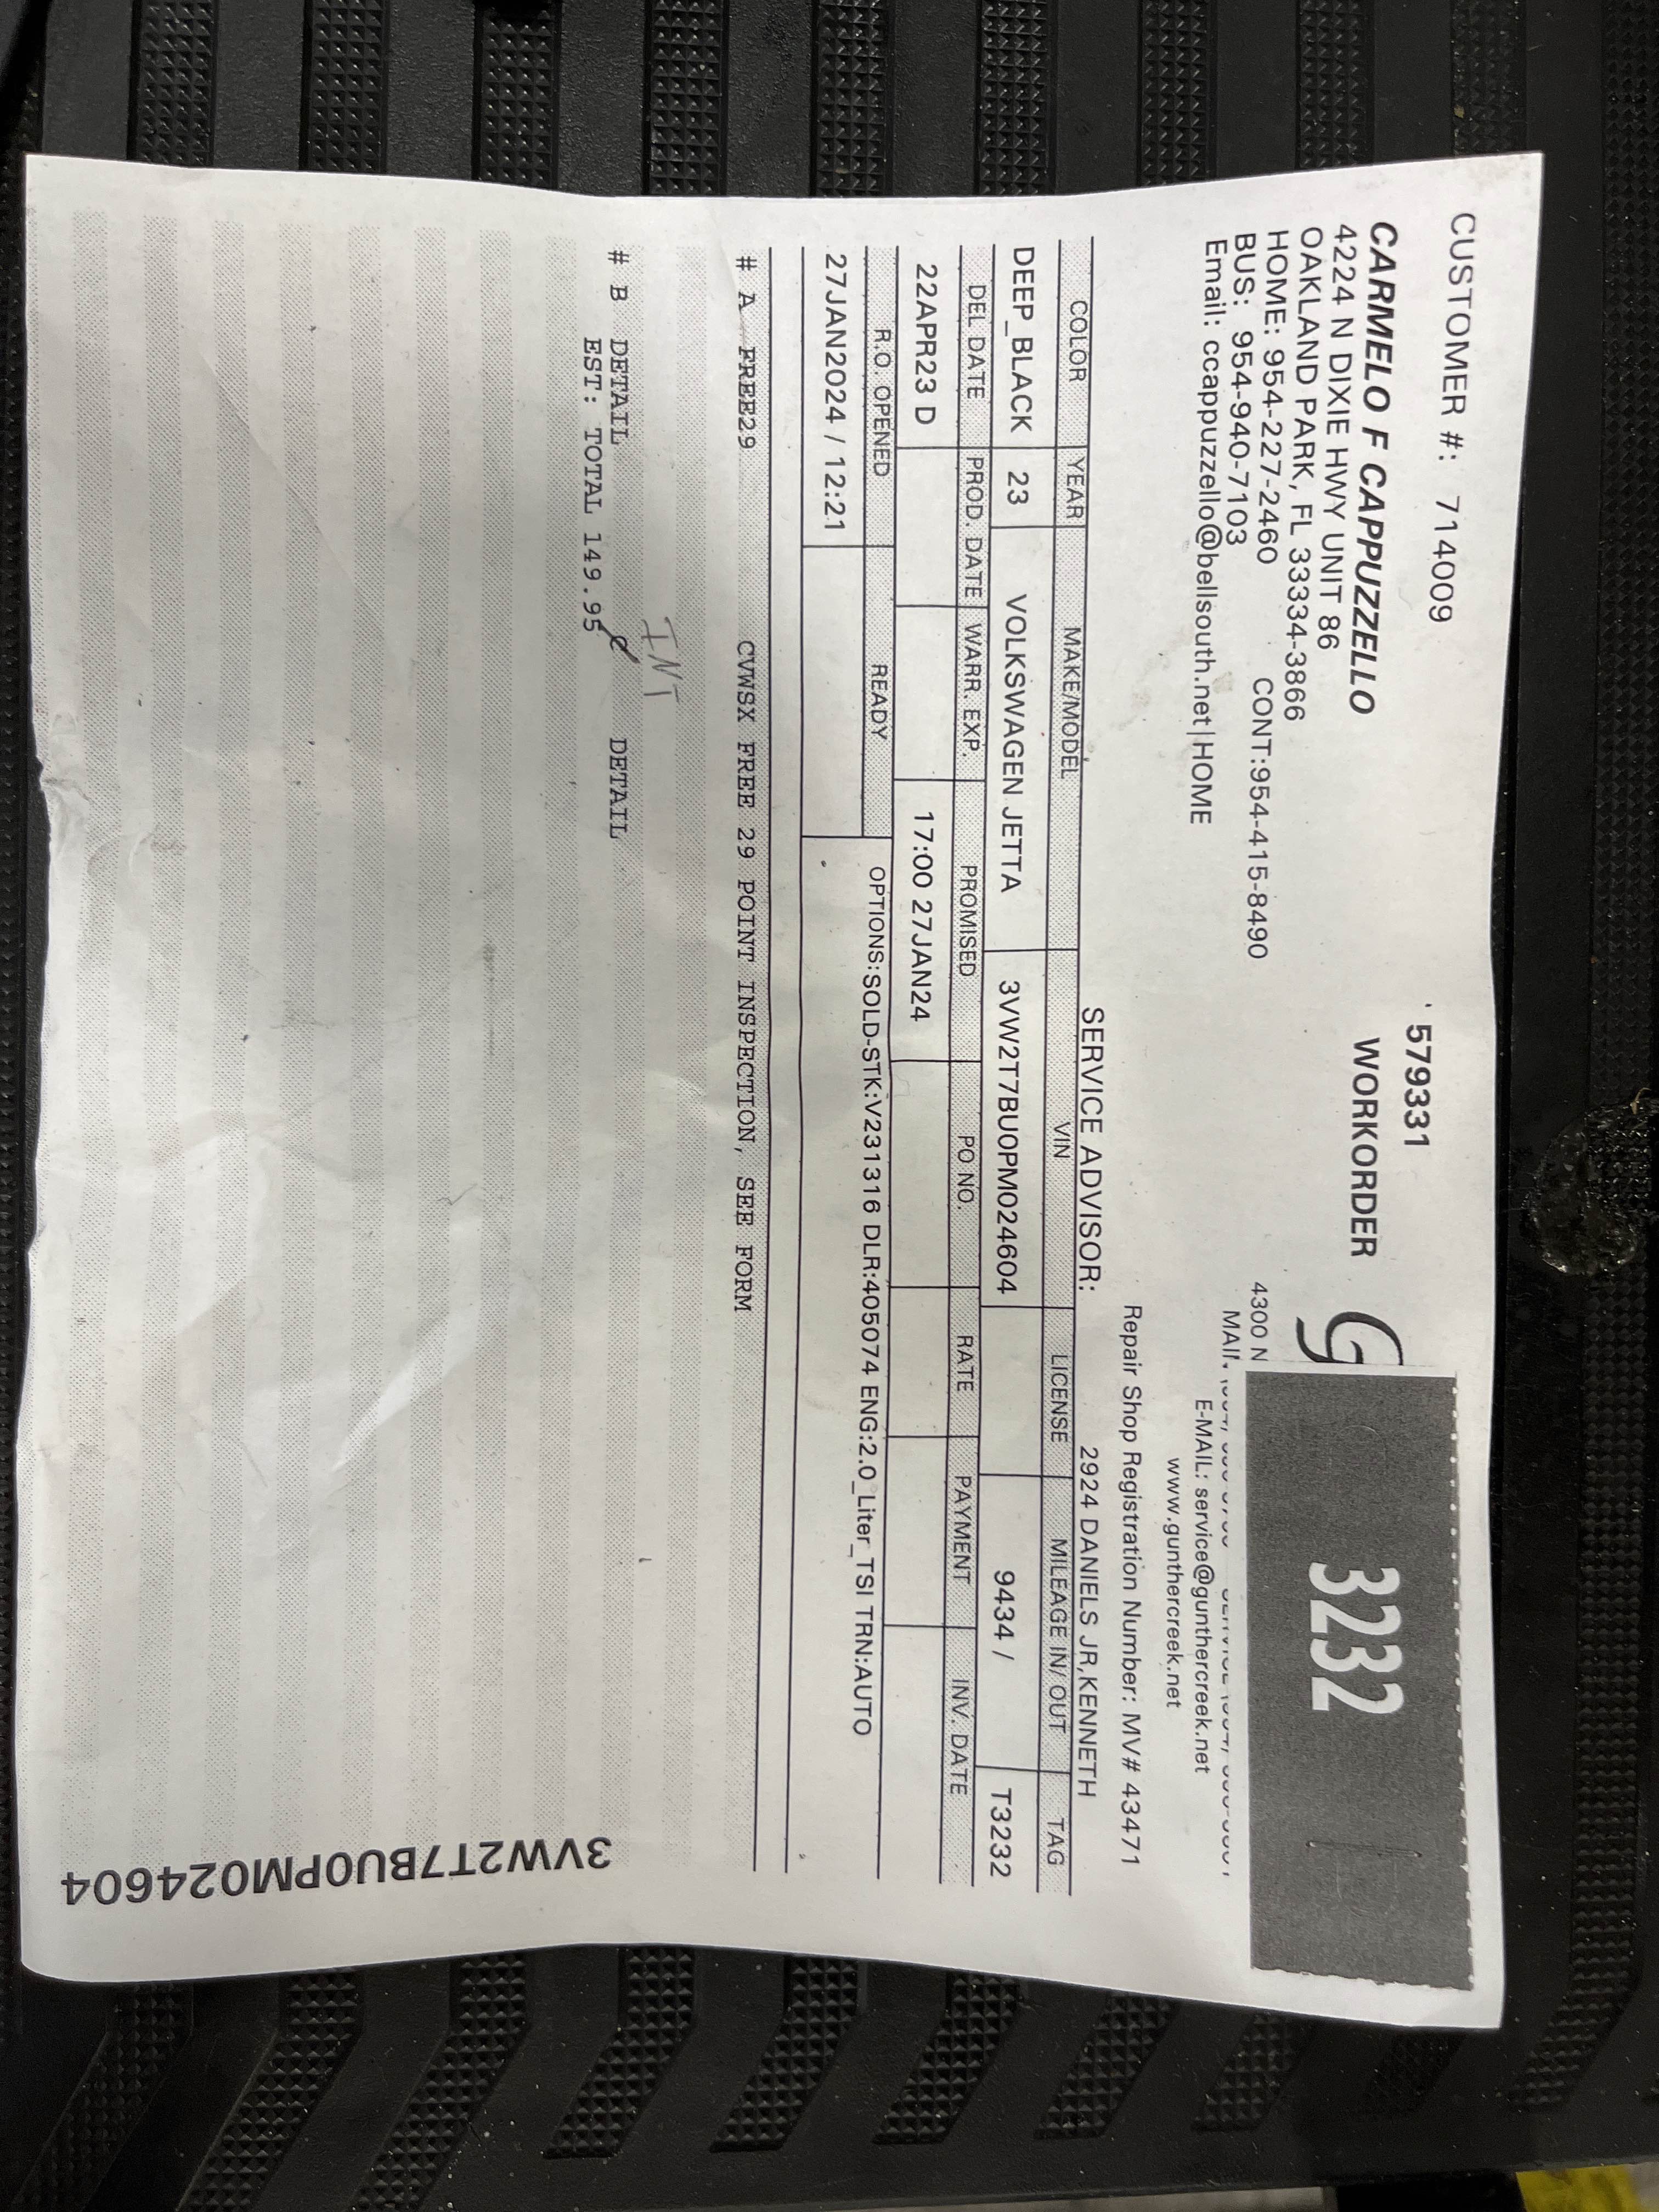 CUSTOMER #: 714009
579331
WORKORDER
3232
CARMELO F CAPPUZZELLO
4224 N DIXIE HWY UNIT 86
OAKLAND PARK, FL 33334-3866
HOME: 954-227-2460 CONT:954-415-8490
BUS: 954-940-7103
Email: ccappuzzello@bellsouth.net|HOME
4300 N
E-MAIL: service@gunthercreek.net
www.gunthercreek.net
Repair Shop Registration Number: MV# 43471
SERVICE ADVISOR: 2924 DANIELS JR,KENNETH
COLOR YEAR MAKE/MODEL VIN LICENSE MILEAGE IN/ OUT TAG
DEEP_BLACK 23 VOLKSWAGEN JETTA 3VW2T7BU0PM024604 9434 / T3232
DEL DATE PROD. DATE WARR. EXP. PROMISED PO NO. RATE PAYMENT INV. DATE
22APR23 D 17:00 27JAN24
R.O. OPENED READY OPTIONS:SOLD-STK:V231316 DLR:405074 ENG:2.0_Liter_TSI TRN:AUTO
27JAN2024 / 12:21
# A FREE29 CVWSX FREE 29 POINT INSPECTION, SEE FORM
INT
# B DETAIL DETAIL
EST: TOTAL 149.95
3VW2T7BU0PM024604